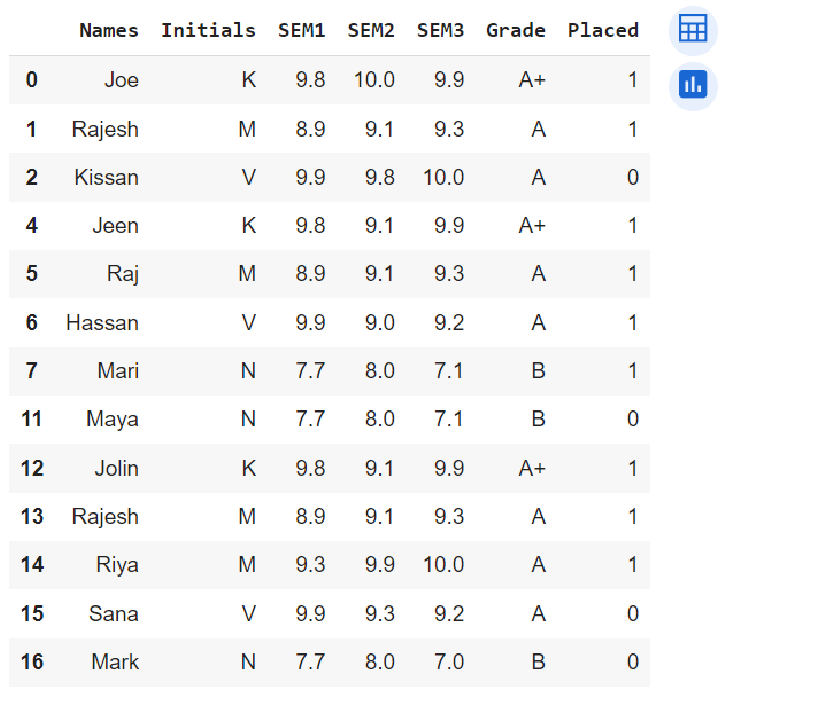 Names Initials SEM1 SEM2 SEM3 Grade Placed
0 Joe K 9.8 10.0 9.9 A+ 1
1 Rajesh M 8.9 9.1 9.3 A 1
2 Kissan V 9.9 9.8 10.0 A 0
4 Jeen K 9.8 9.1 9.9 A+ 1
5 Raj M 8.9 9.1 9.3 A 1
6 Hassan V 9.9 9.0 9.2 A 1
7 Mari N 7.7 8.0 7.1 B 1
11 Maya N 7.7 8.0 7.1 B 0
12 Jolin K 9.8 9.1 9.9 A+ 1
13 Rajesh M 8.9 9.1 9.3 A 1
14 Riya M 9.3 9.9 10.0 A 1
15 Sana V 9.9 9.3 9.2 A 0
16 Mark N 7.7 8.0 7.0 B 0